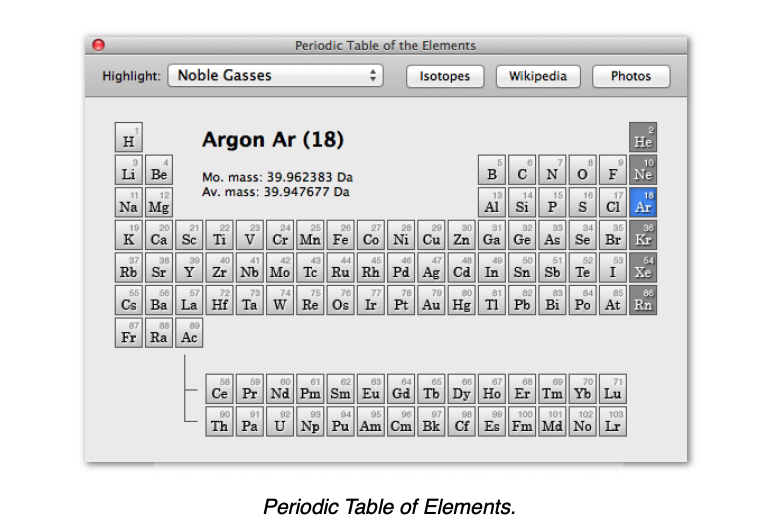 Periodic Table of the Elements
Highlight: Noble Gasses Isotopes Wikipedia Photos
Argon Ar (18)
Mo. mass: 39.962383 Da
Av. mass: 39.947677 Da
1 H 2 He
3 Li 4 Be 5 B 6 C 7 N 8 O 9 F 10 Ne
11 Na 12 Mg 13 Al 14 Si 15 P 16 S 17 Cl 18 Ar
19 K 20 Ca 21 Sc 22 Ti 23 V 24 Cr 25 Mn 26 Fe 27 Co 28 Ni 29 Cu 30 Zn 31 Ga 32 Ge 33 As 34 Se 35 Br 36 Kr
37 Rb 38 Sr 39 Y 40 Zr 41 Nb 42 Mo 43 Tc 44 Ru 45 Rh 46 Pd 47 Ag 48 Cd 49 In 50 Sn 51 Sb 52 Te 53 I 54 Xe
55 Cs 56 Ba 57 La 72 Hf 73 Ta 74 W 75 Re 76 Os 77 Ir 78 Pt 79 Au 80 Hg 81 Tl 82 Pb 83 Bi 84 Po 85 At 86 Rn
87 Fr 88 Ra 89 Ac
58 Ce 59 Pr 60 Nd 61 Pm 62 Sm 63 Eu 64 Gd 65 Tb 66 Dy 67 Ho 68 Er 69 Tm 70 Yb 71 Lu
90 Th 91 Pa 92 U 93 Np 94 Pu 95 Am 96 Cm 97 Bk 98 Cf 99 Es 100 Fm 101 Md 102 No 103 Lr
Periodic Table of Elements.